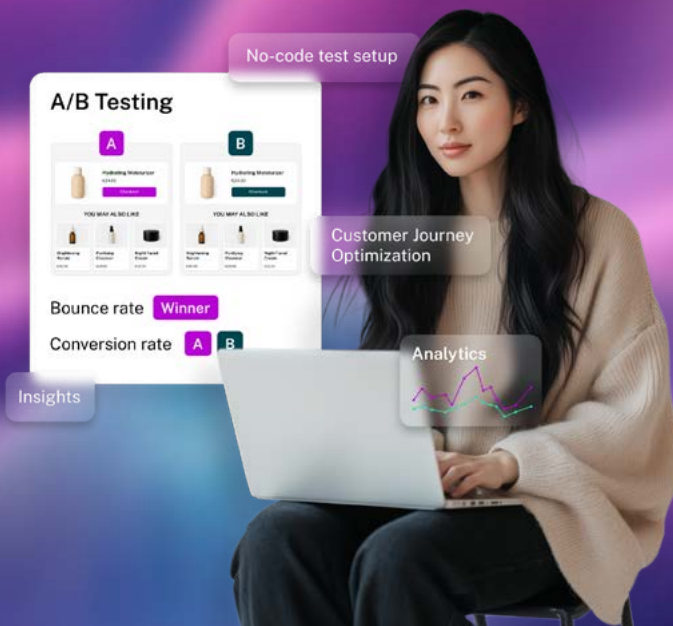 No-code test setup
A/B Testing
A
B
Hydrating Moisturizer
Hydrating Moisturizer
YOU MAY ALSO LIKE
YOU MAY ALSO LIKE
Customer Journey
Optimization
Bounce rate Winner
Conversion rate A B
Analytics
Insights